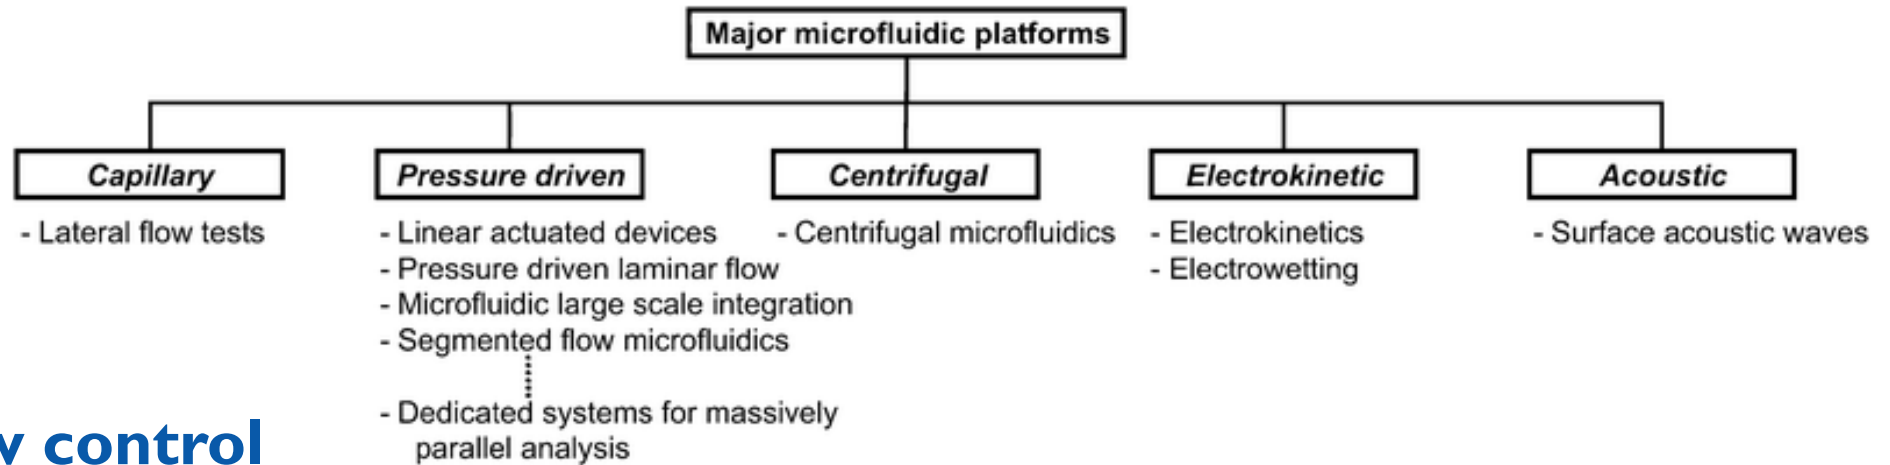 Major microfluidic platforms
Capillary
- Lateral flow tests
Pressure driven
- Linear actuated devices
- Pressure driven laminar flow
- Microfluidic large scale integration
- Segmented flow microfluidics
- Dedicated systems for massively
parallel analysis
Centrifugal
- Centrifugal microfluidics
Electrokinetic
- Electrokinetics
- Electrowetting
Acoustic
- Surface acoustic waves
control